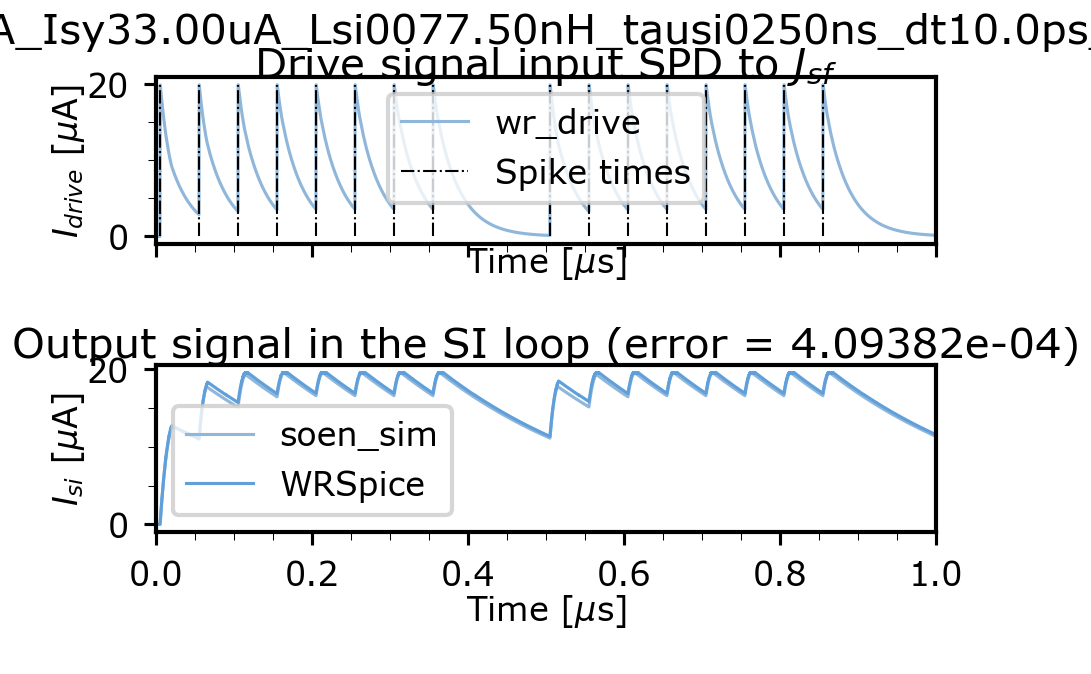 A_Isy33.00uA_Lsi0077.50nH_tausi0250ns_dt10.0ps_
Drive signal input SPD to J_sf
20
0
I_drive [μA]
wr_drive
Spike times
Time [μs]
Output signal in the SI loop (error = 4.09382e-04)
20
0
I_si [μA]
soen_sim
WRSpice
0.0 0.2 0.4 0.6 0.8 1.0
Time [μs]